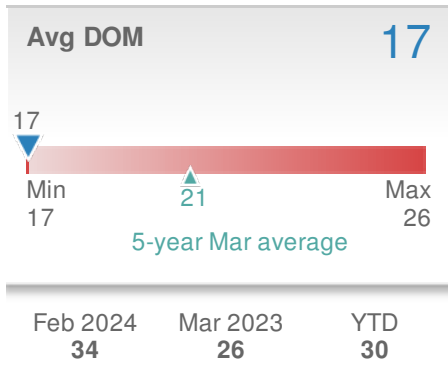 Avg DOM 17
17
Min Max
17 21 26
5-year Mar average
Feb 2024 Mar 2023 YTD
34 26 30